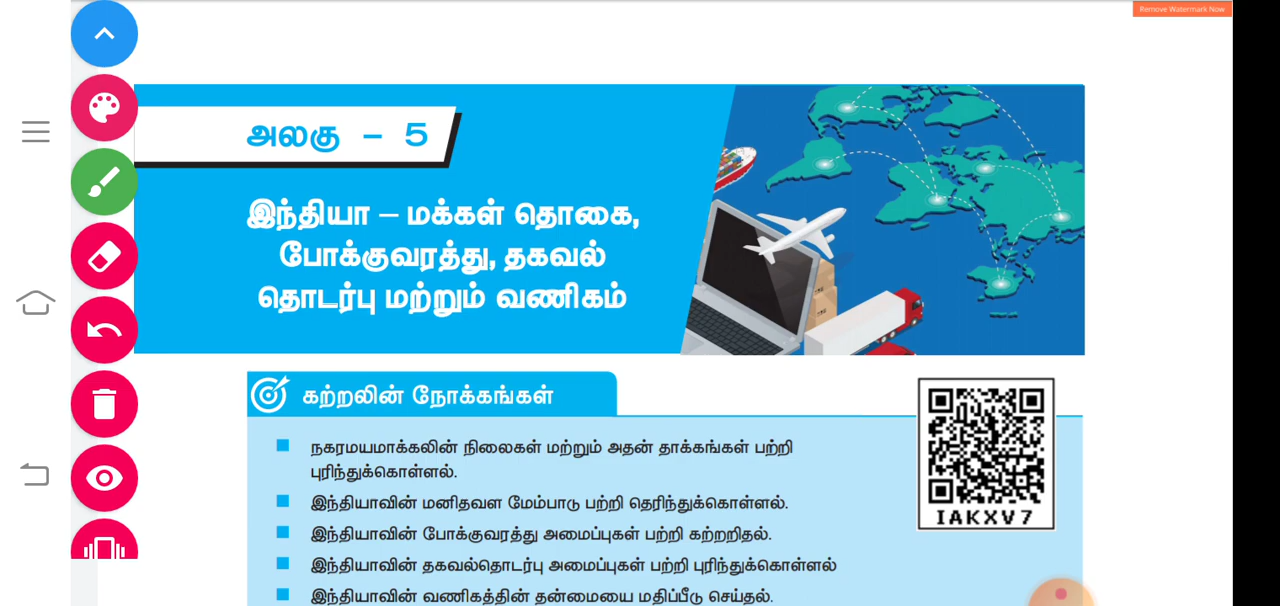 Remove Watermark Now
அலகு – 5
இந்தியா – மக்கள் தொகை,
போக்குவரத்து, தகவல்
தொடர்பு மற்றும் வணிகம்
கற்றலின் நோக்கங்கள்
நகரமயமாக்கலின் நிலைகள் மற்றும் அதன் தாக்கங்கள் பற்றி
புரிந்துக்கொள்ளல்.
இந்தியாவின் மனிதவள மேம்பாடு பற்றி தெரிந்துக்கொள்ளல்.
இந்தியாவின் போக்குவரத்து அமைப்புகள் பற்றி கற்றறிதல்.
இந்தியாவின் தகவல்தொடர்பு அமைப்புகள் பற்றி புரிந்துக்கொள்ளல்
இந்தியாவின் வணிகத்தின் தன்மையை மதிப்பீடு செய்தல்.
IAKXV7